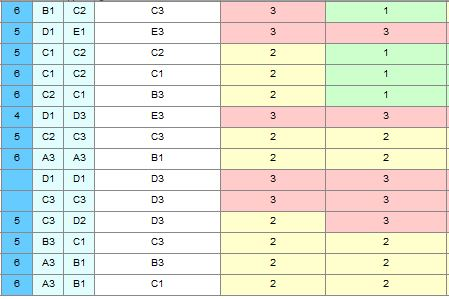 6 B1 C2 C3 3 1
5 D1 E1 E3 3 3
5 C1 C2 C2 2 1
6 C1 C2 C1 2 1
6 C2 C1 B3 2 1
4 D1 D3 E3 3 3
5 C2 C3 C3 2 2
6 A3 A3 B1 2 2
D1 D1 D3 3 3
C3 C3 D3 3 3
5 C3 D2 D3 2 3
5 B3 C1 C3 2 2
6 A3 B1 B3 2 2
6 A3 B1 C1 2 2